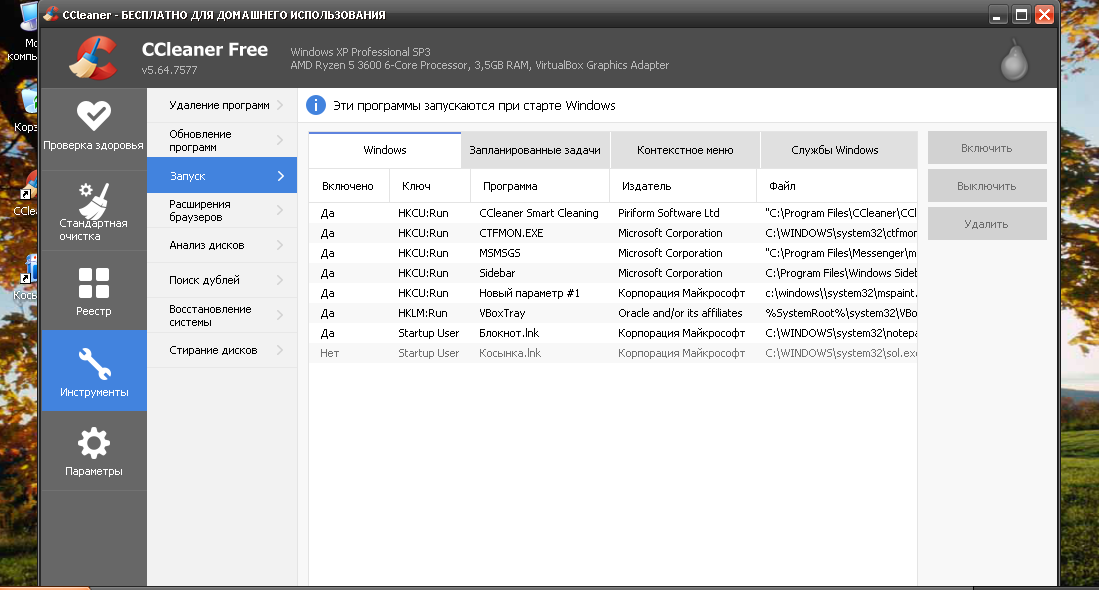 CCleaner - БЕСПЛАТНО ДЛЯ ДОМАШНЕГО ИСПОЛЬЗОВАНИЯ
CCleaner Free
v5.64.7577
Windows XP Professional SP3
AMD Ryzen 5 3600 6-Core Processor, 3,5GB RAM, VirtualBox Graphics Adapter
Проверка здоровья
Стандартная
очистка
Реестр
Инструменты
Параметры
Удаление программ
Обновление
программ
Запуск
Расширения
браузеров
Анализ дисков
Поиск дублей
Восстановление
системы
Стирание дисков
Эти программы запускаются при старте Windows
Windows Запланированные задачи Контекстное меню Службы Windows
Включено Ключ Программа Издатель Файл
Да HKCU:Run CCleaner Smart Cleaning Piriform Software Ltd "C:\Program Files\CCleaner\CCl
Да HKCU:Run CTFMON.EXE Microsoft Corporation C:\WINDOWS\system32\ctfmor
Да HKCU:Run MSMSGS Microsoft Corporation "C:\Program Files\Messenger\m
Да HKCU:Run Sidebar Microsoft Corporation C:\Program Files\Windows Sideb
Да HKCU:Run Новый параметр #1 Корпорация Майкрософт c:\windows\\system32\mspaint.
Да HKLM:Run VBoxTray Oracle and/or its affiliates %SystemRoot%\system32\VBo
Да Startup User Блокнот.lnk Корпорация Майкрософт C:\WINDOWS\system32\notepa
Нет Startup User Косынка.lnk Корпорация Майкрософт C:\WINDOWS\system32\sol.exe
Включить
Выключить
Удалить